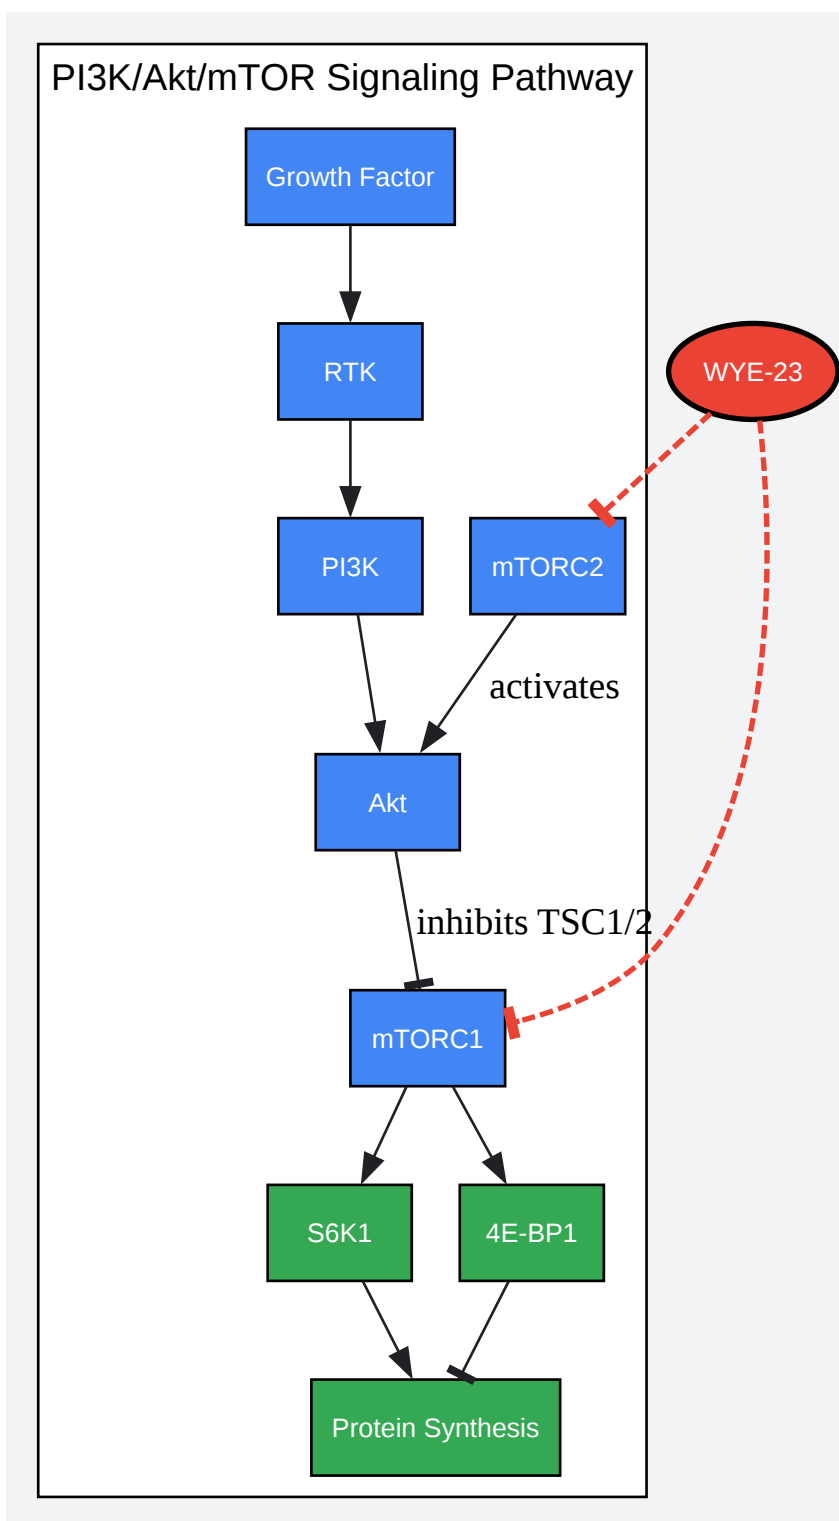 PI3K/Akt/mTOR Signaling Pathway
Growth Factor
RTK
WYE-23
PI3K
mTORC2
activates
Akt
inhibits TSC1/2
mTORC1
S6K1
4E-BP1
Protein Synthesis